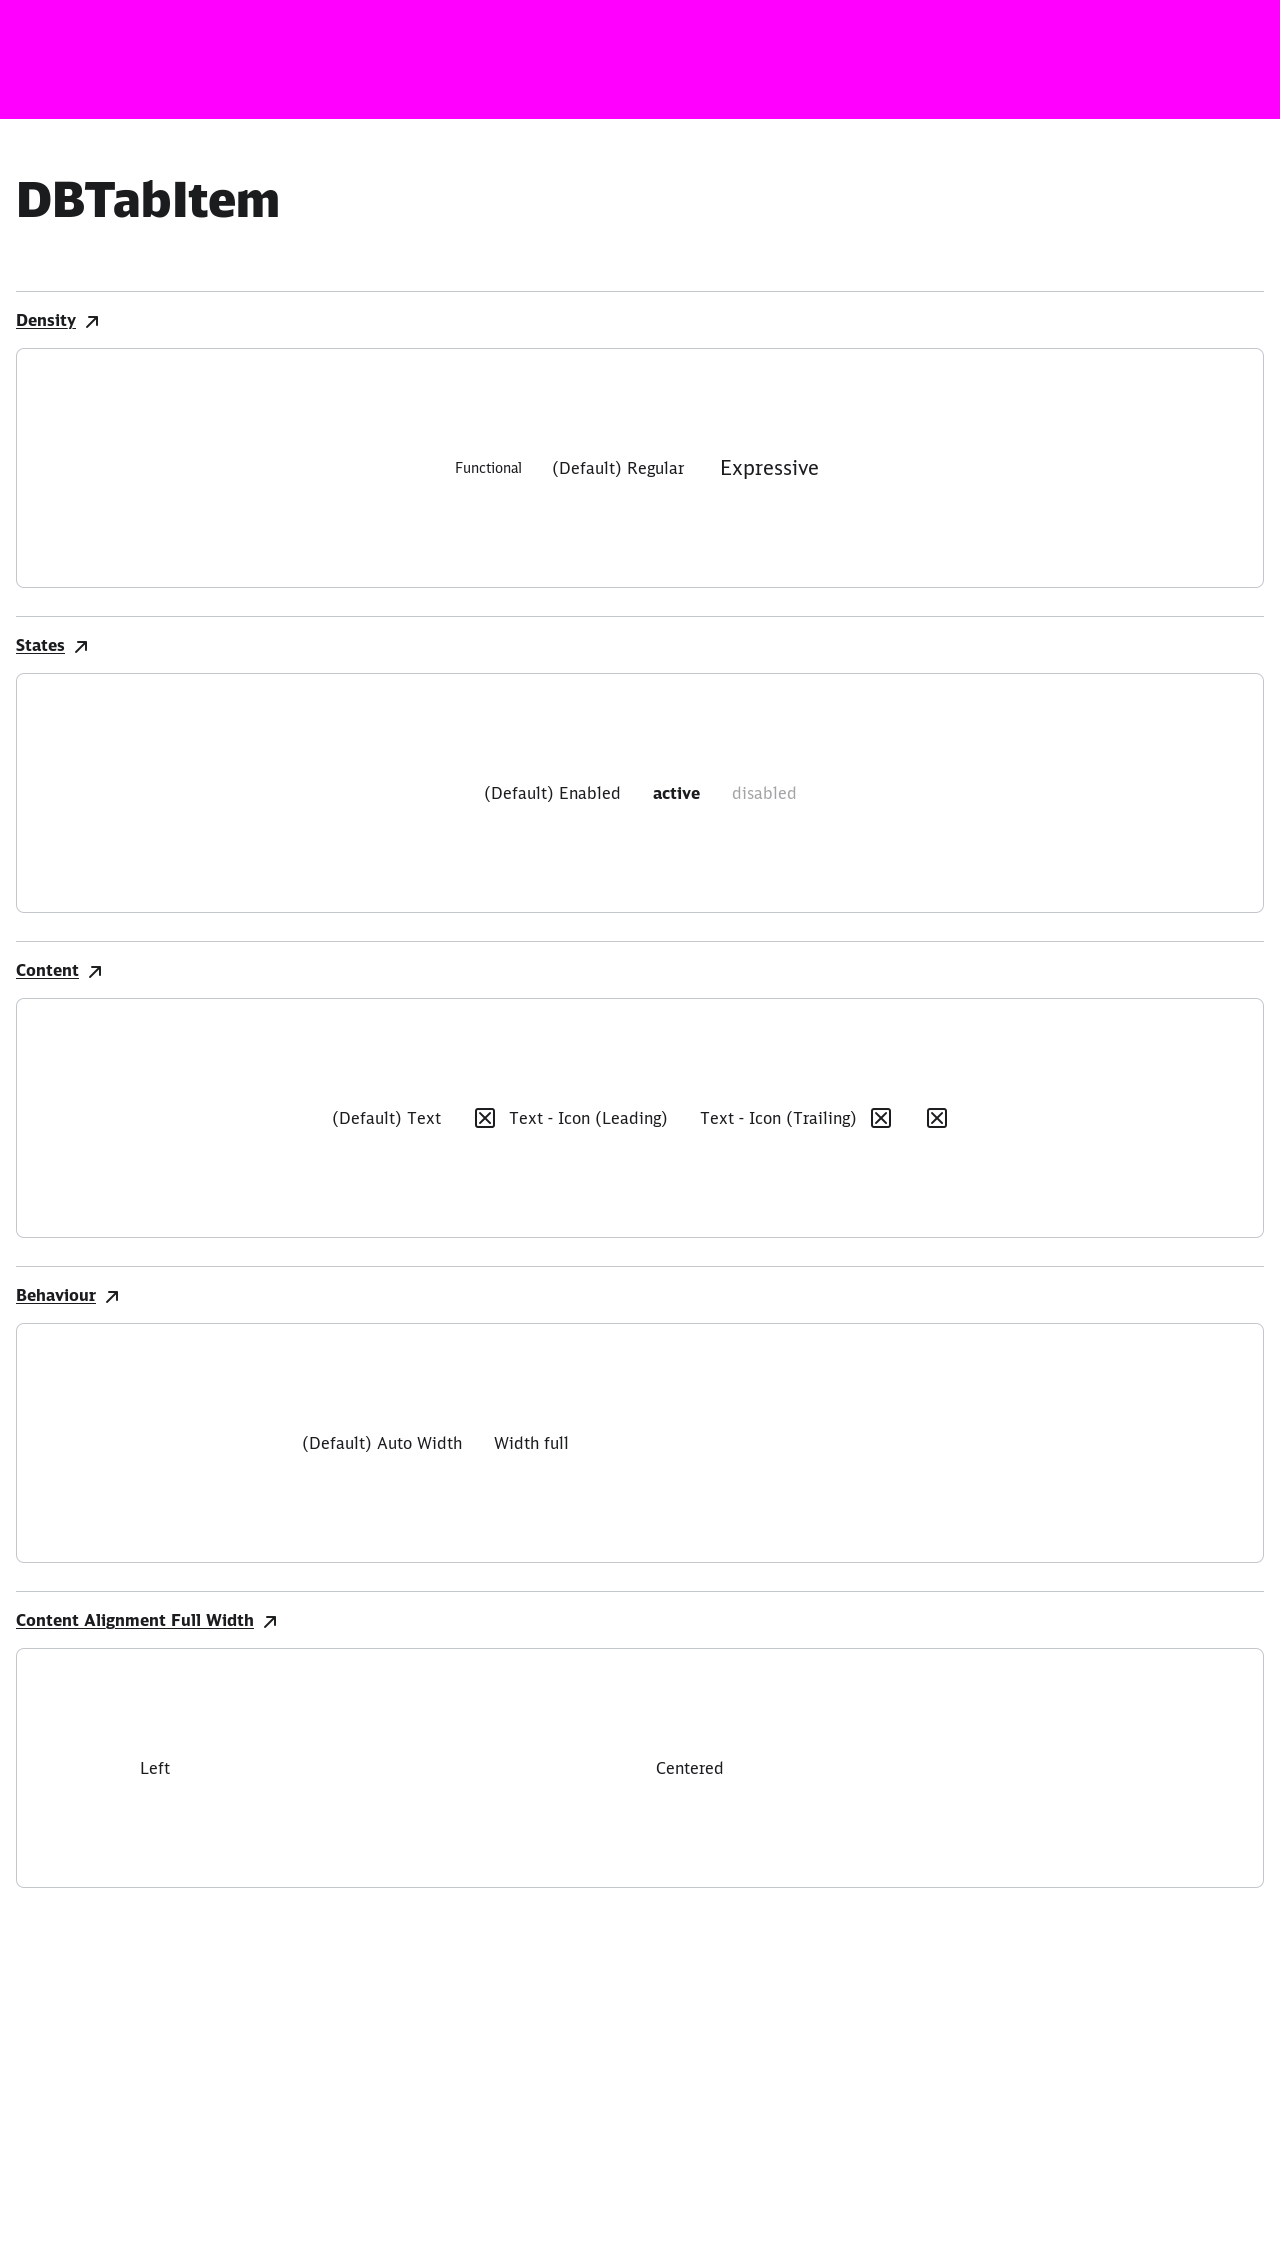 DBTabItem
Density
Functional (Default) Regular Expressive
States
(Default) Enabled active disabled
Content
(Default) Text Text - Icon (Leading) Text - Icon (Trailing)
Behaviour
(Default) Auto Width Width full
Content Alignment Full Width
Left Centered